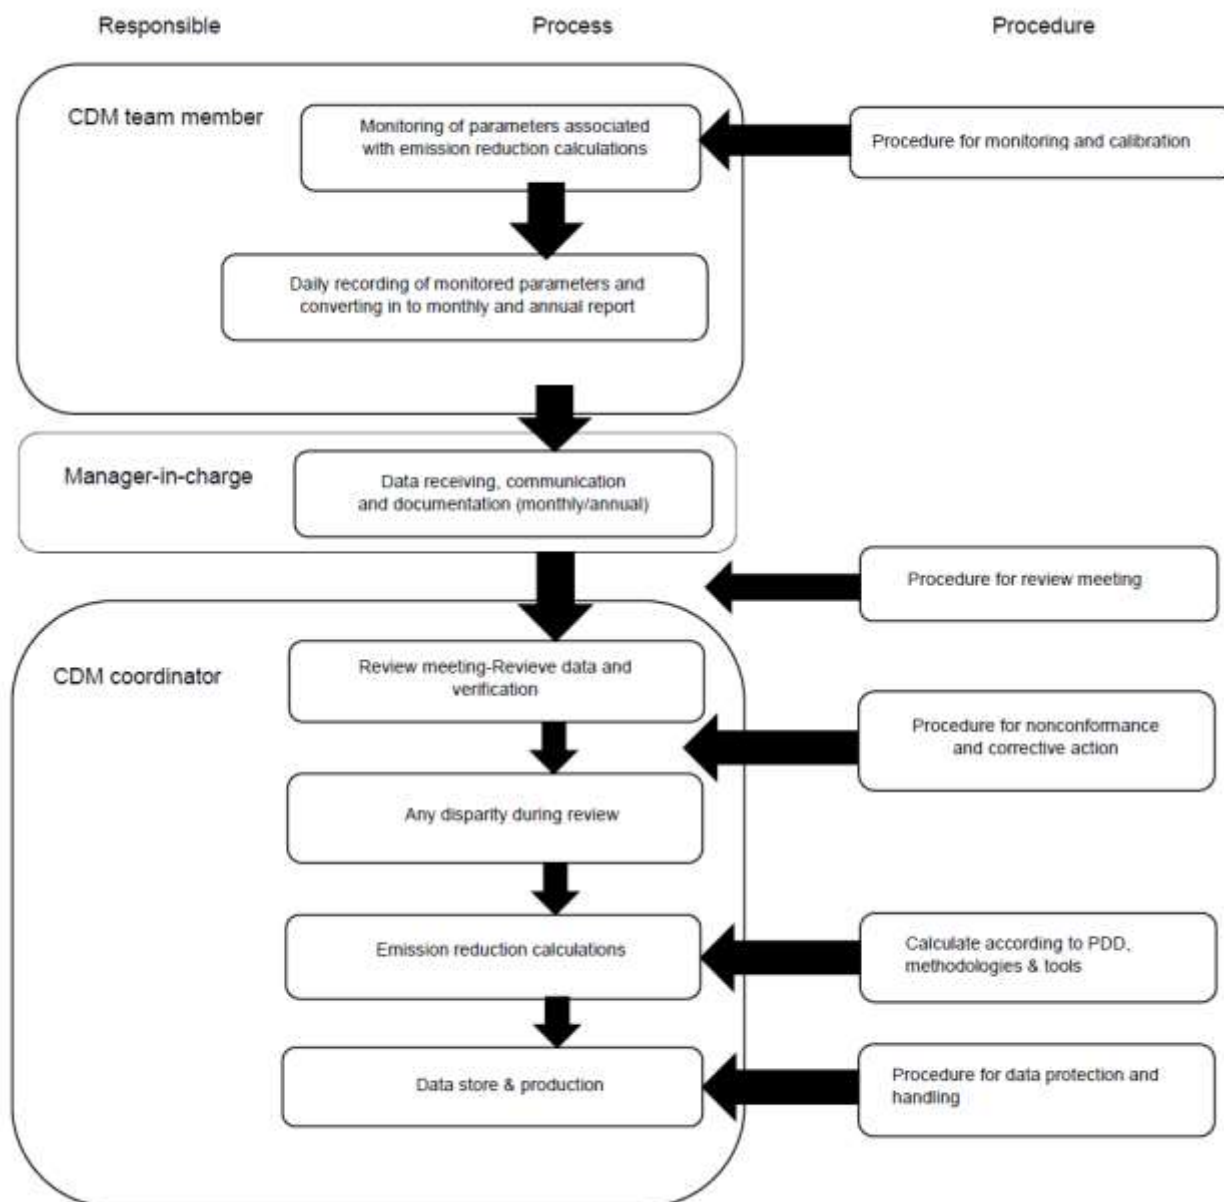 Responsible
Process
Procedure
CDM team member
Monitoring of parameters associated
with emission reduction calculations
Procedure for monitoring and calibration
Daily recording of monitored parameters and
converting in to monthly and annual report
Manager-in-charge
Data receiving, communication
and documentation (monthly/annual)
Procedure for review meeting
CDM coordinator
Review meeting-Revieve data and
verification
Procedure for nonconformance
and corrective action
Any disparity during review
Emission reduction calculations
Calculate according to PDD,
methodologies & tools
Data store & production
Procedure for data protection and
handling